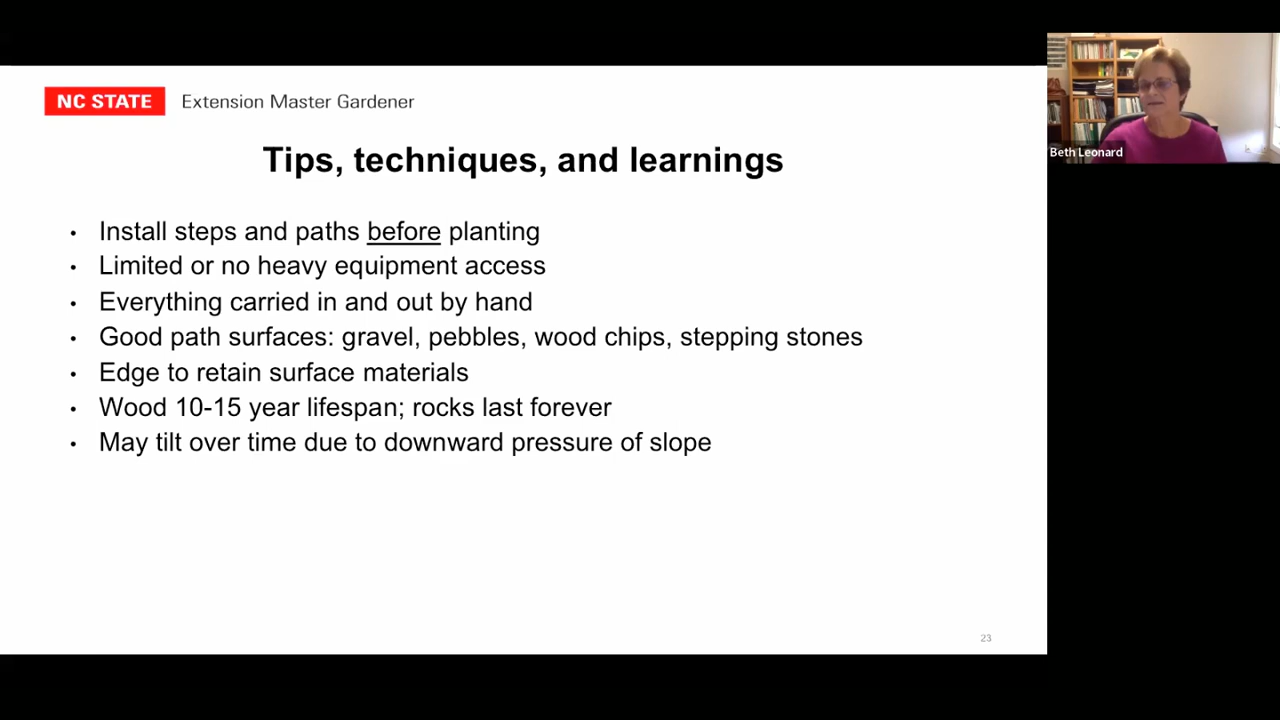 NC STATE Extension Master Gardener
Tips, techniques, and learnings
• Install steps and paths before planting
• Limited or no heavy equipment access
• Everything carried in and out by hand
• Good path surfaces: gravel, pebbles, wood chips, stepping stones
• Edge to retain surface materials
• Wood 10-15 year lifespan; rocks last forever
• May tilt over time due to downward pressure of slope
23
Beth Leonard